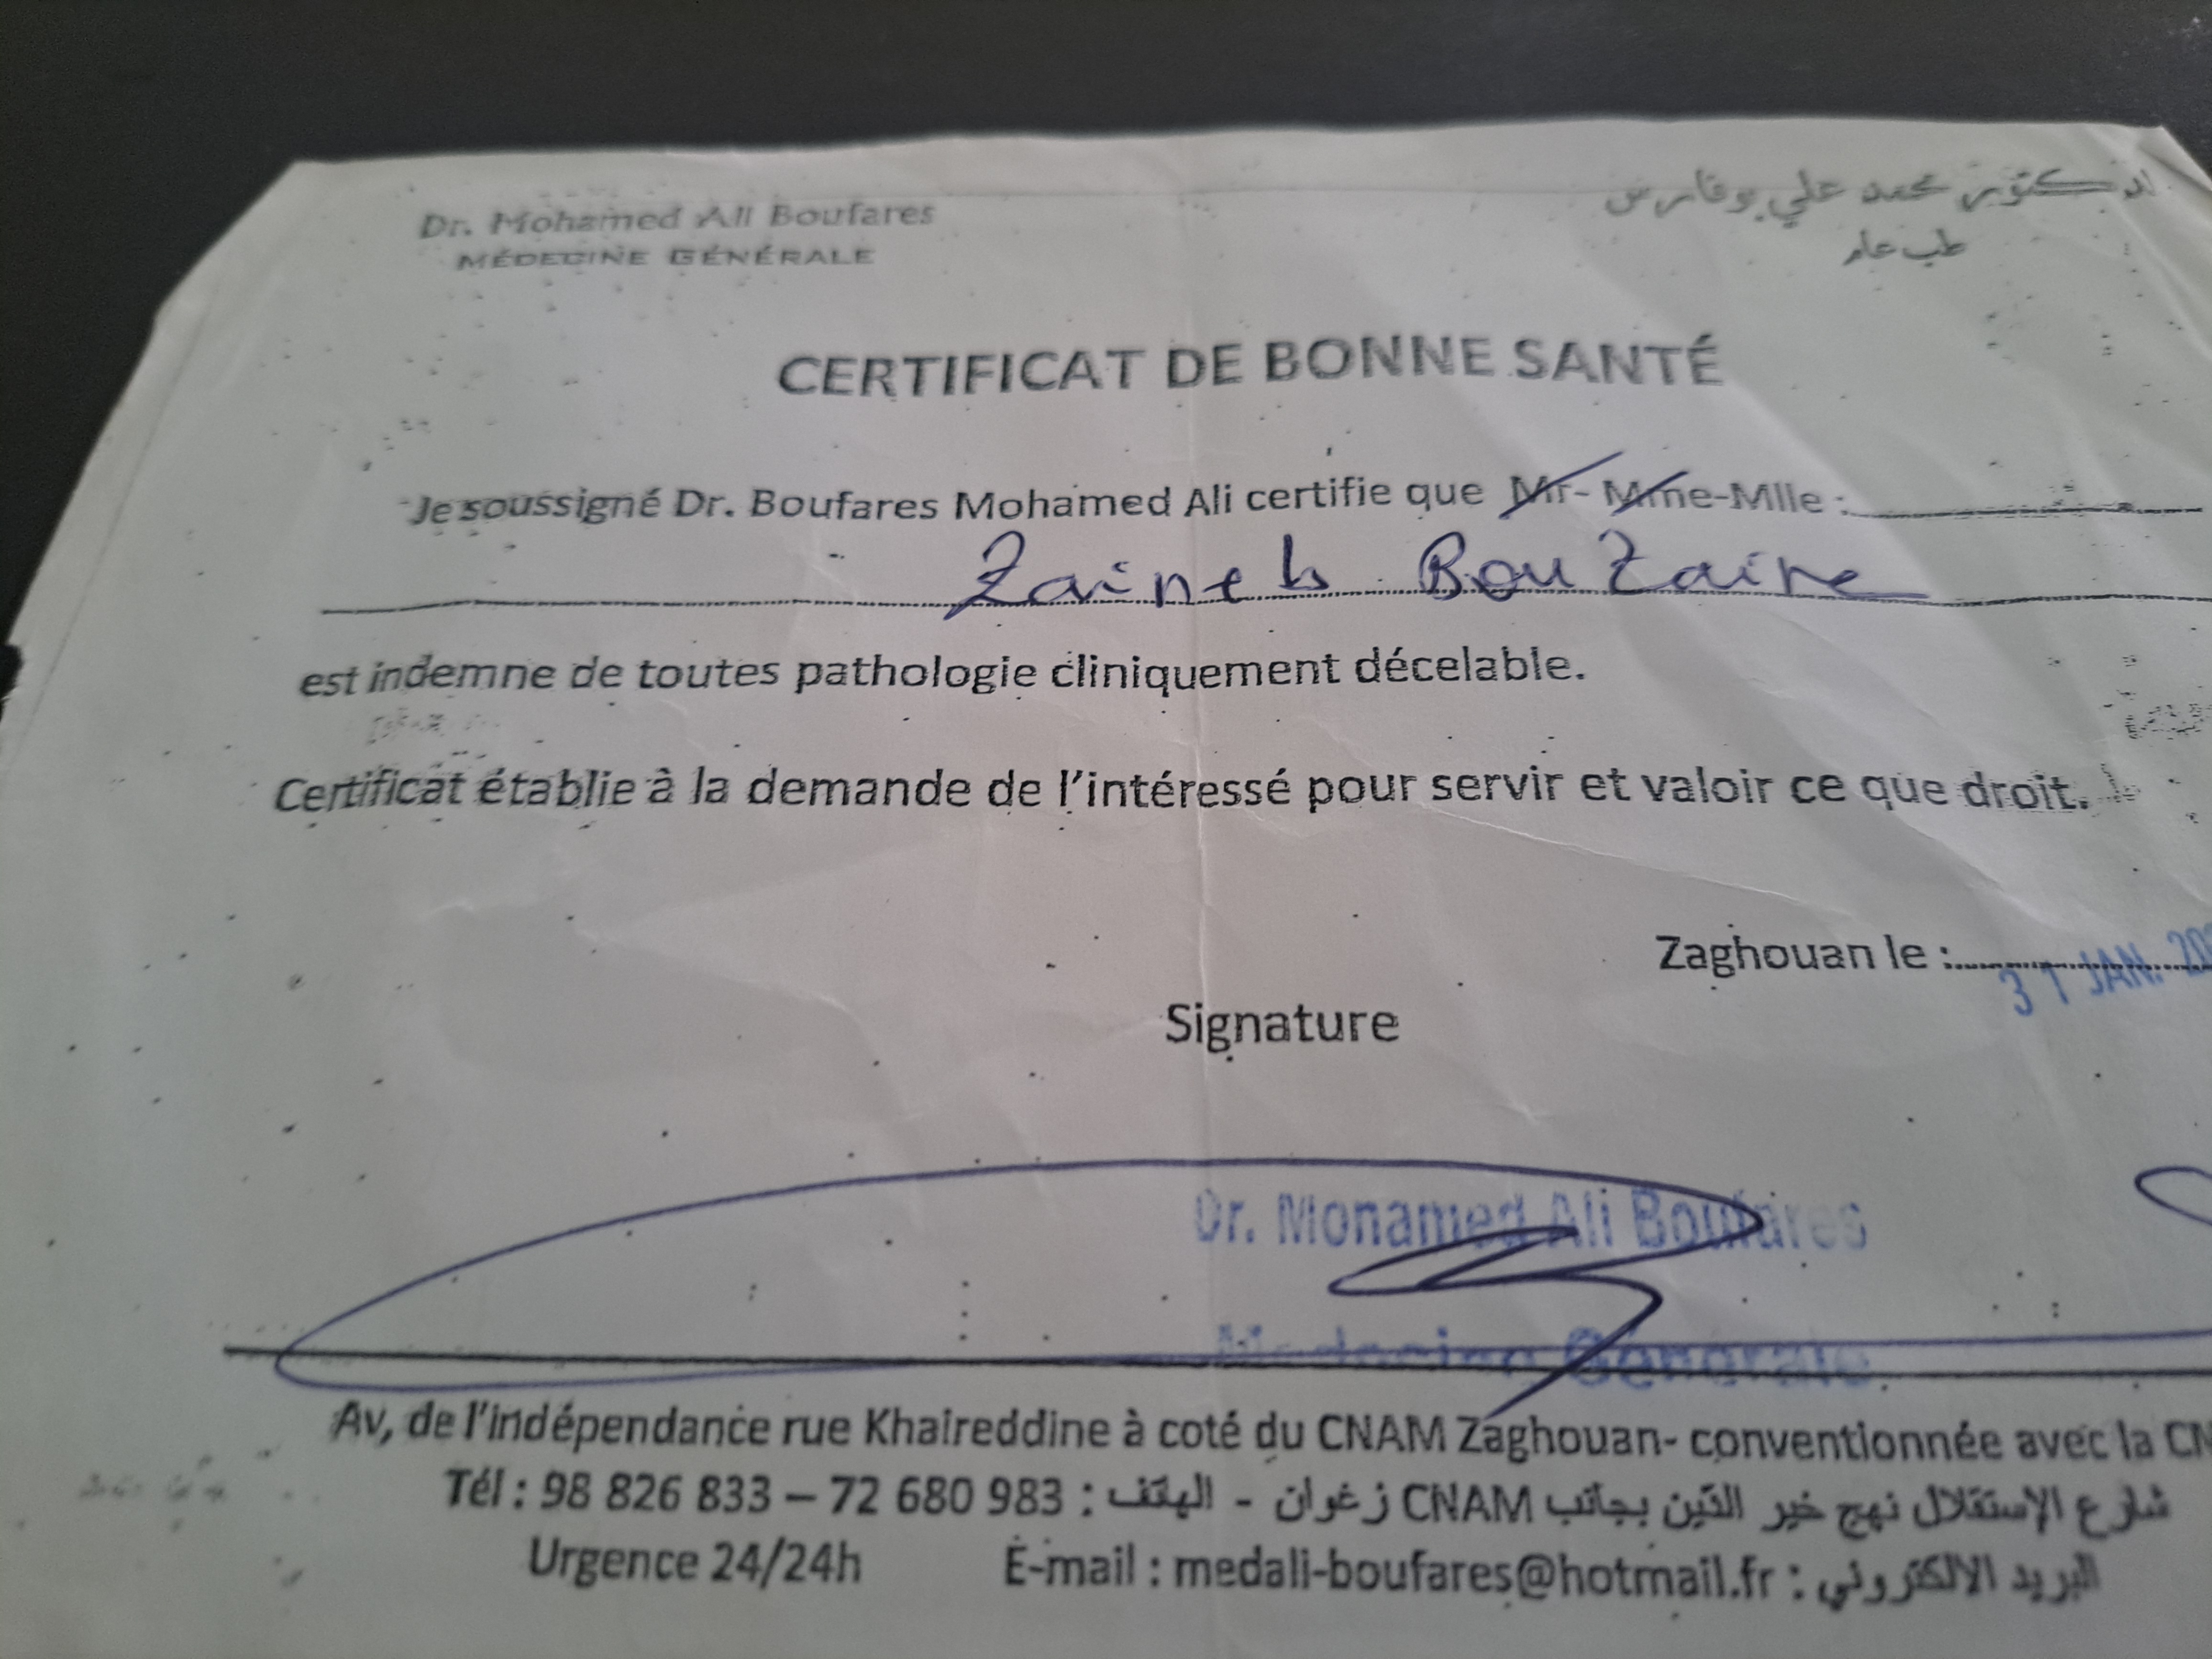 Dr. Mohamed Ali Boufares
MÉDECINE GÉNÉRALE
الدكتور محمد علي بوفارس
طب عام
CERTIFICAT DE BONNE SANTÉ
Je soussigné Dr. Boufares Mohamed Ali certifie que Mr- Mme-Mlle :
Zaineb BouZaine
est indemne de toutes pathologie cliniquement décelable.
Certificat établie à la demande de l'intéressé pour servir et valoir ce que droit.
Zaghouan le : 31 JAN. 20
Signature
Dr. Mohamed Ali Boufares
Medecine Générale
Av, de l'indépendance rue Khaireddine à coté du CNAM Zaghouan- conventionnée avec la CN
Tél : 98 826 833 – 72 680 983 : الهاتف - شارع الإستقلال نهج خير الدين بجانب CNAM زغوان
Urgence 24/24h E-mail : medali-boufares@hotmail.fr : البريد الالكتروني